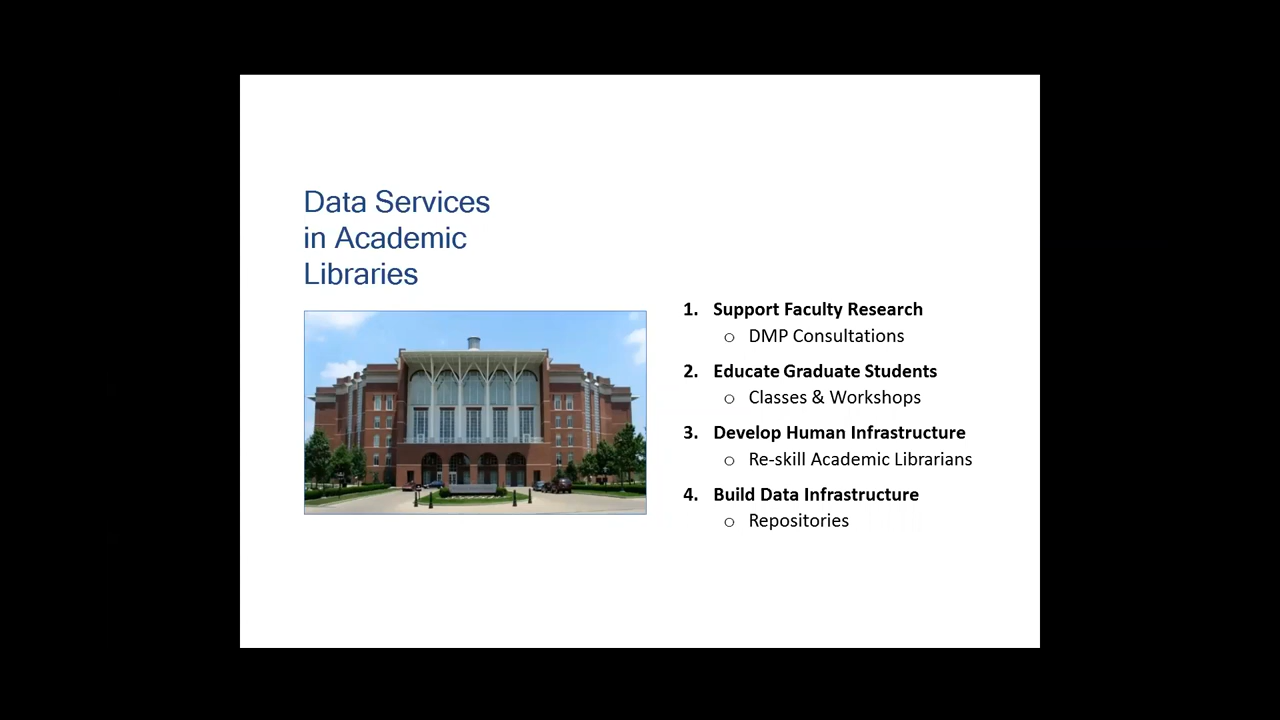 Data Services
in Academic
Libraries
1. Support Faculty Research
o DMP Consultations
2. Educate Graduate Students
o Classes & Workshops
3. Develop Human Infrastructure
o Re-skill Academic Librarians
4. Build Data Infrastructure
o Repositories